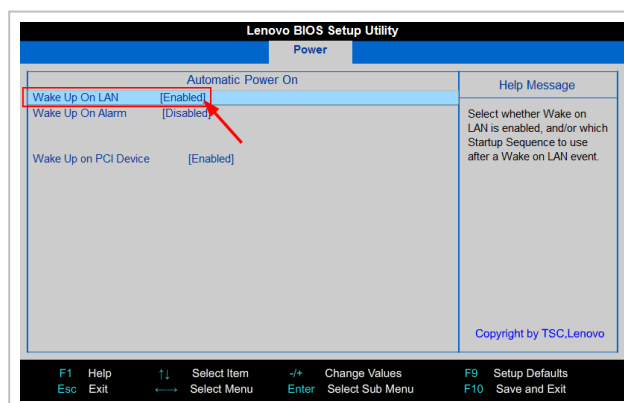 Lenovo BIOS Setup Utility
Power
Automatic Power On
Wake Up On LAN [Enabled]
Wake Up On Alarm [Disabled]
Wake Up on PCI Device [Enabled]
Help Message
Select whether Wake on
LAN is enabled, and/or which
Startup Sequence to use
after a Wake on LAN event.
Copyright by TSC,Lenovo
F1 Help ↑↓ Select Item -/+ Change Values F9 Setup Defaults
Esc Exit ←→ Select Menu Enter Select Sub Menu F10 Save and Exit